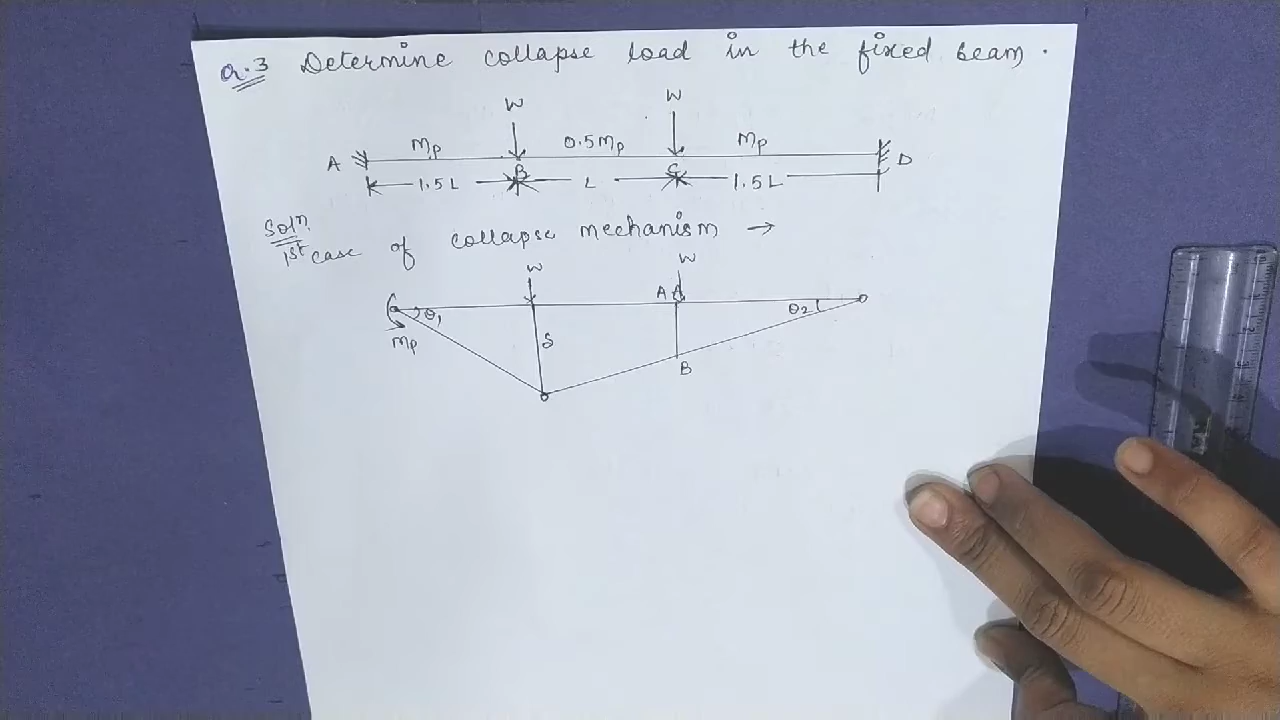 Q.3 Determine collapse load in the fixed beam.
W W
A Mp 0.5Mp Mp D
B C
1.5L L 1.5L
Solⁿ
1st case of collapse mechanism →
W W
A
θ1 θ2
Mp δ
B